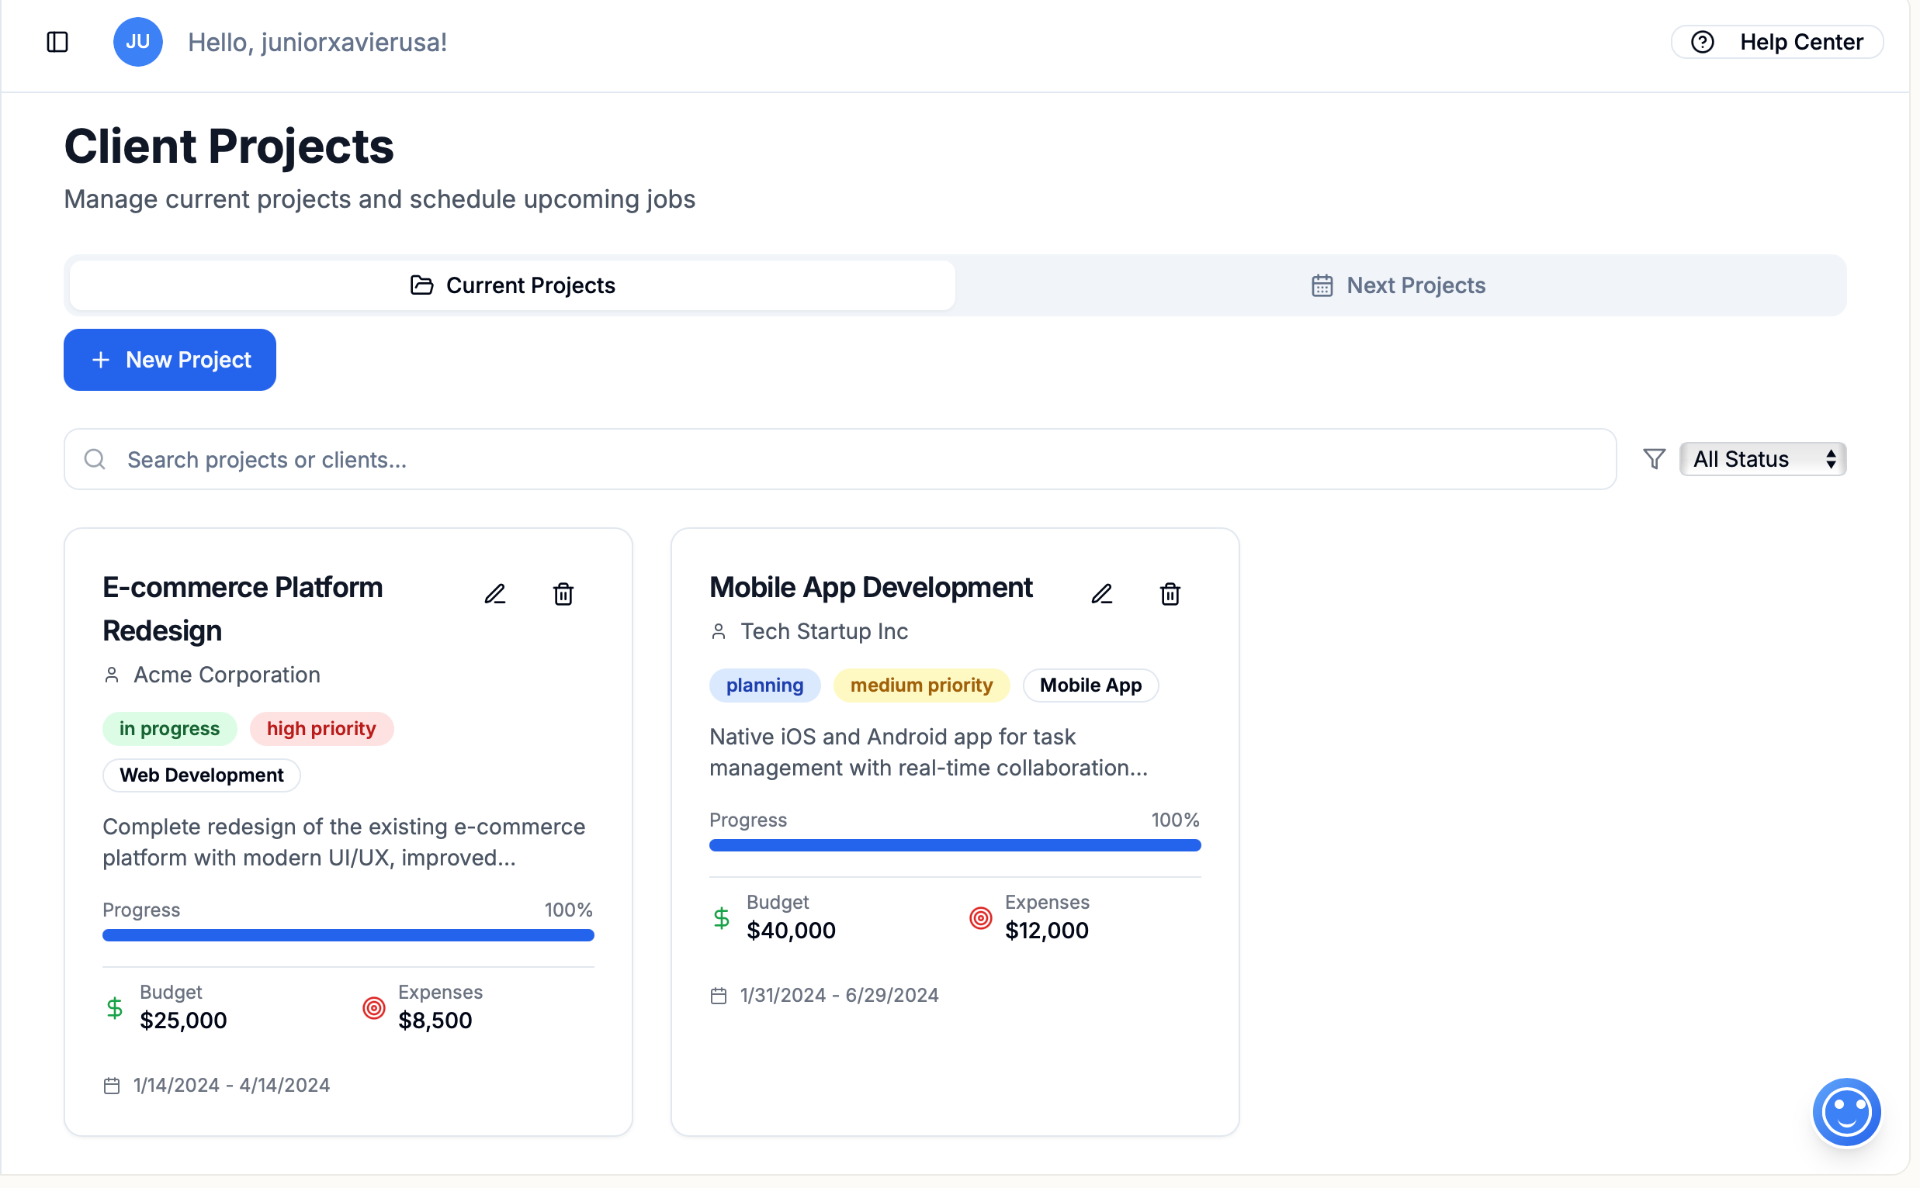 JU
Hello, juniorxavierusa!
Help Center
Client Projects
Manage current projects and schedule upcoming jobs
Current Projects
Next Projects
New Project
Search projects or clients...
All Status
E-commerce Platform
Redesign
Acme Corporation
in progress
high priority
Web Development
Complete redesign of the existing e-commerce
platform with modern UI/UX, improved...
Progress
100%
Budget
$25,000
Expenses
$8,500
1/14/2024 - 4/14/2024
Mobile App Development
Tech Startup Inc
planning
medium priority
Mobile App
Native iOS and Android app for task
management with real-time collaboration...
Progress
100%
Budget
$40,000
Expenses
$12,000
1/31/2024 - 6/29/2024